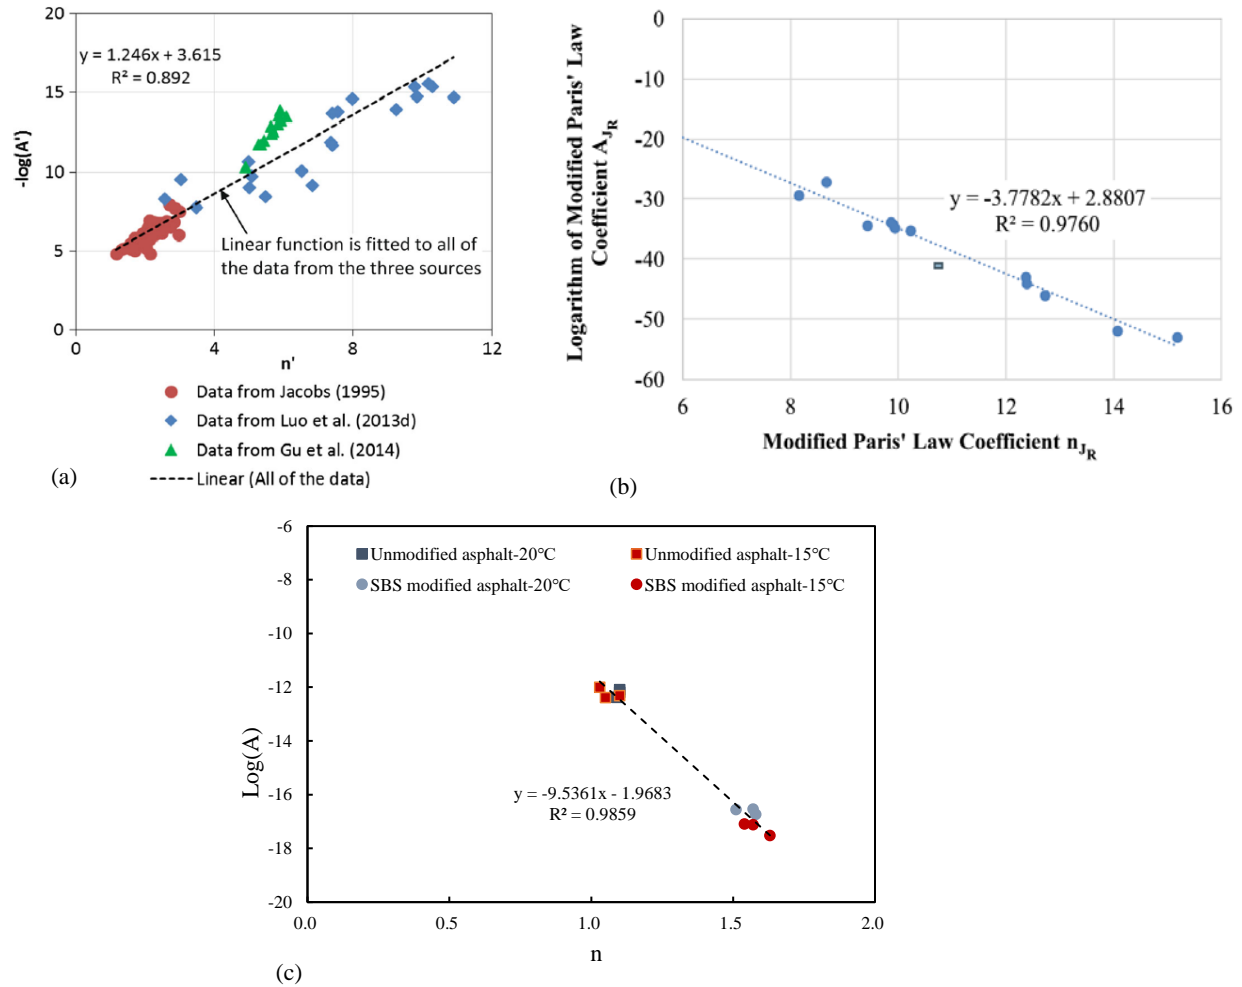 20
15
10
5
0
-log(A')
y = 1.246x + 3.615
R² = 0.892
Linear function is fitted to all of
the data from the three sources
0 4 8 12
n'
Data from Jacobs (1995)
Data from Luo et al. (2013d)
Data from Gu et al. (2014)
Linear (All of the data)
(a)
0
-10
-20
-30
-40
-50
-60
Logarithm of Modified Paris' Law
Coefficient A_J_R
y = -3.7782x + 2.8807
R² = 0.9760
6 8 10 12 14 16
Modified Paris' Law Coefficient n_J_R
(b)
-6
-8
-10
-12
-14
-16
-18
-20
Log(A)
Unmodified asphalt-20℃ Unmodified asphalt-15℃
SBS modified asphalt-20℃ SBS modified asphalt-15℃
y = -9.5361x - 1.9683
R² = 0.9859
0.0 0.5 1.0 1.5 2.0
n
(c)